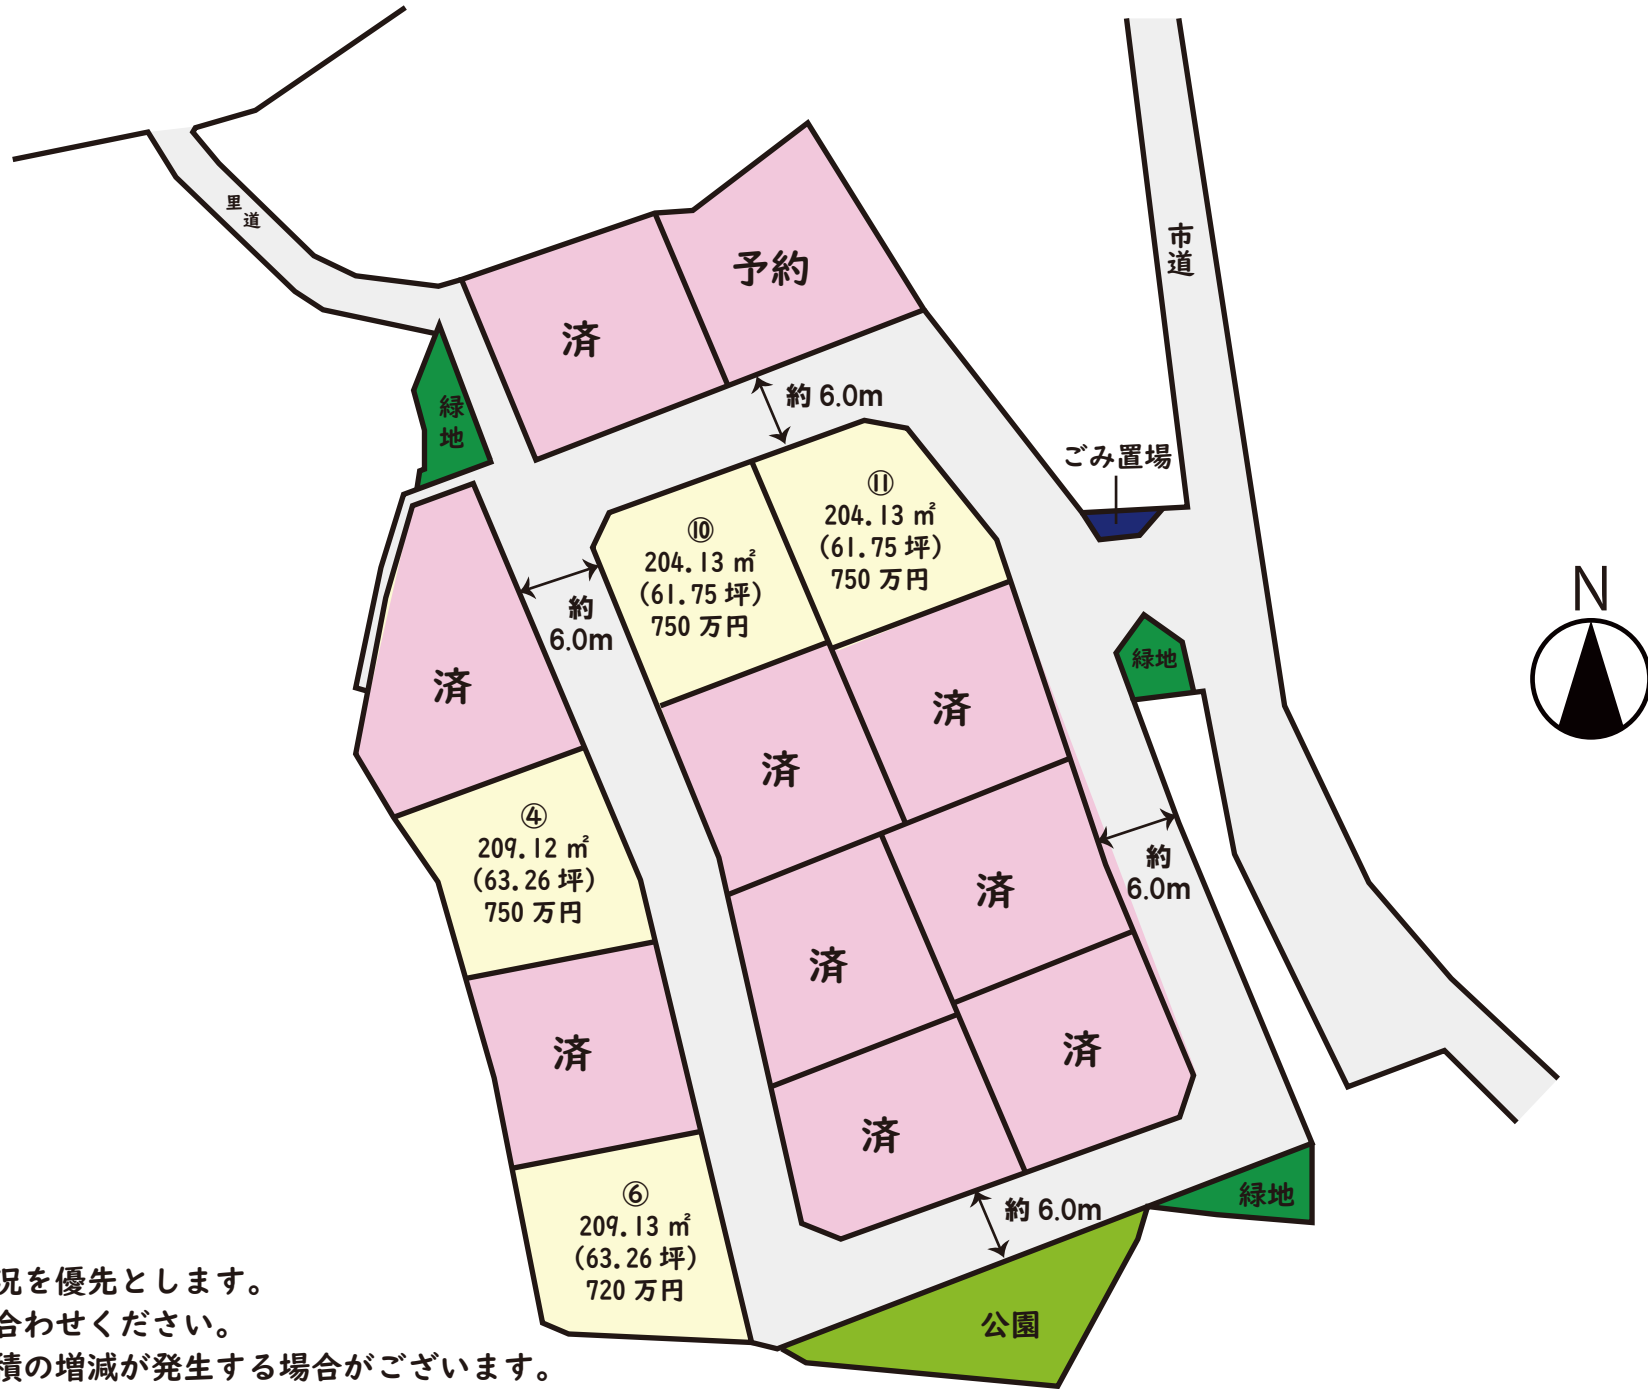 里道
市道
予約
済
約 6.0m
緑地
ごみ置場
⑪
204.13 ㎡
(61.75 坪)
750 万円
⑩
204.13 ㎡
(61.75 坪)
750 万円
N
約
6.0m
緑地
済
済
済
④
209.12 ㎡
(63.26 坪)
750 万円
約
6.0m
済
済
済
済
済
⑥
209.13 ㎡
(63.26 坪)
720 万円
約 6.0m
緑地
公園
況を優先とします。
合わせください。
積の増減が発生する場合がございます。